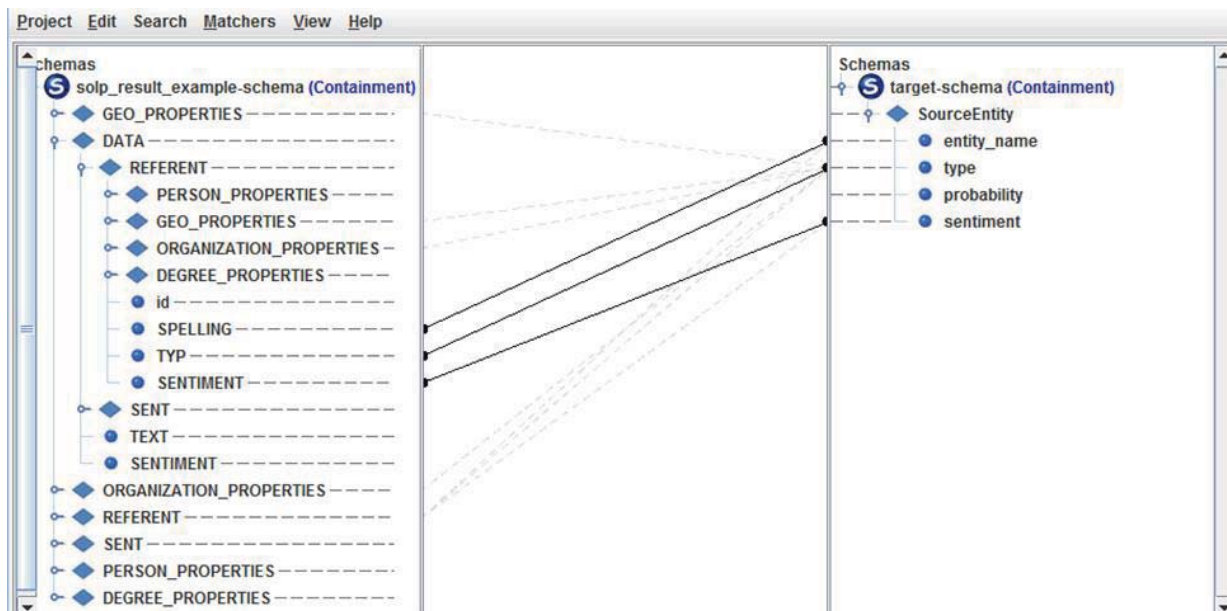 Project Edit Search Matchers View Help
chemas
solp_result_example-schema (Containment)
GEO_PROPERTIES
DATA
REFERENT
PERSON_PROPERTIES
GEO_PROPERTIES
ORGANIZATION_PROPERTIES
DEGREE_PROPERTIES
id
SPELLING
TYP
SENTIMENT
SENT
TEXT
SENTIMENT
ORGANIZATION_PROPERTIES
REFERENT
SENT
PERSON_PROPERTIES
DEGREE_PROPERTIES
Schemas
target-schema (Containment)
SourceEntity
entity_name
type
probability
sentiment